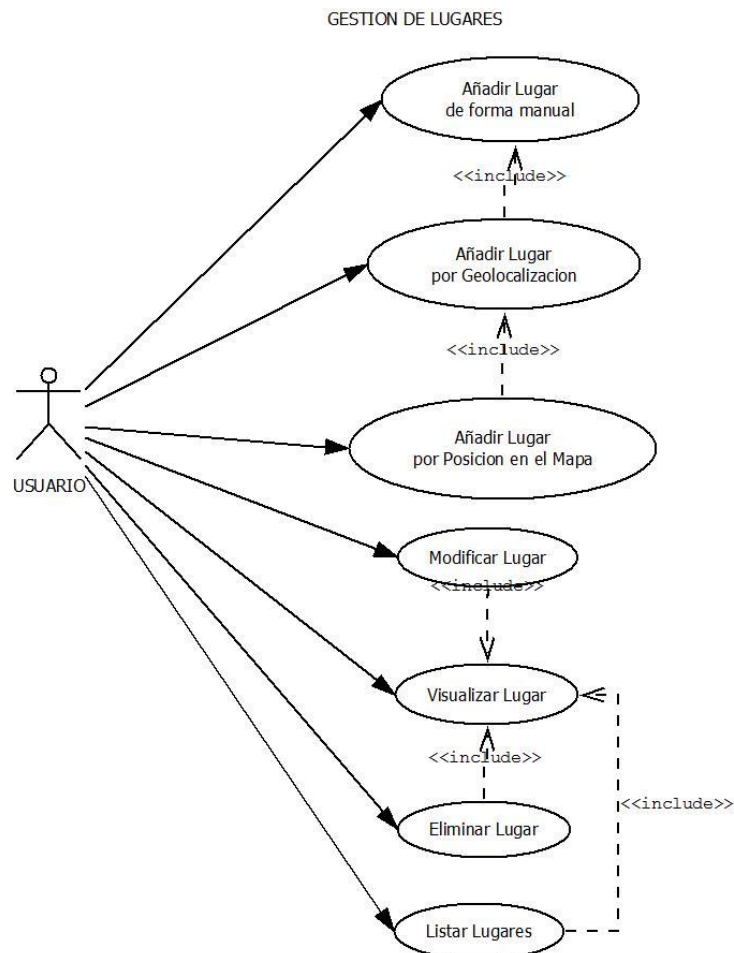 GESTION DE LUGARES
Añadir Lugar
de forma manual
<<include>>
Añadir Lugar
por Geolocalizacion
<<include>>
Añadir Lugar
por Posicion en el Mapa
USUARIO
Modificar Lugar
<<include>>
Visualizar Lugar
<<include>>
<<include>>
Eliminar Lugar
Listar Lugares